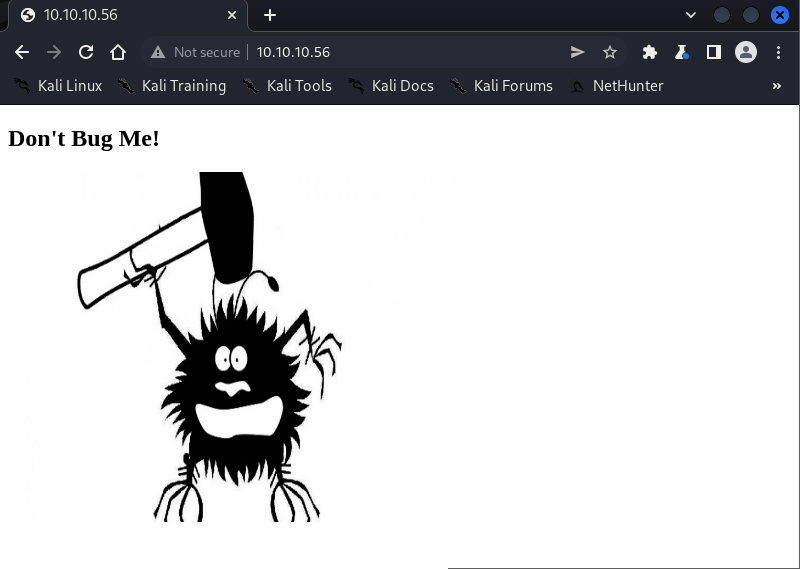 10.10.10.56
Not secure 10.10.10.56
Kali Linux Kali Training Kali Tools Kali Docs Kali Forums NetHunter »
Don't Bug Me!